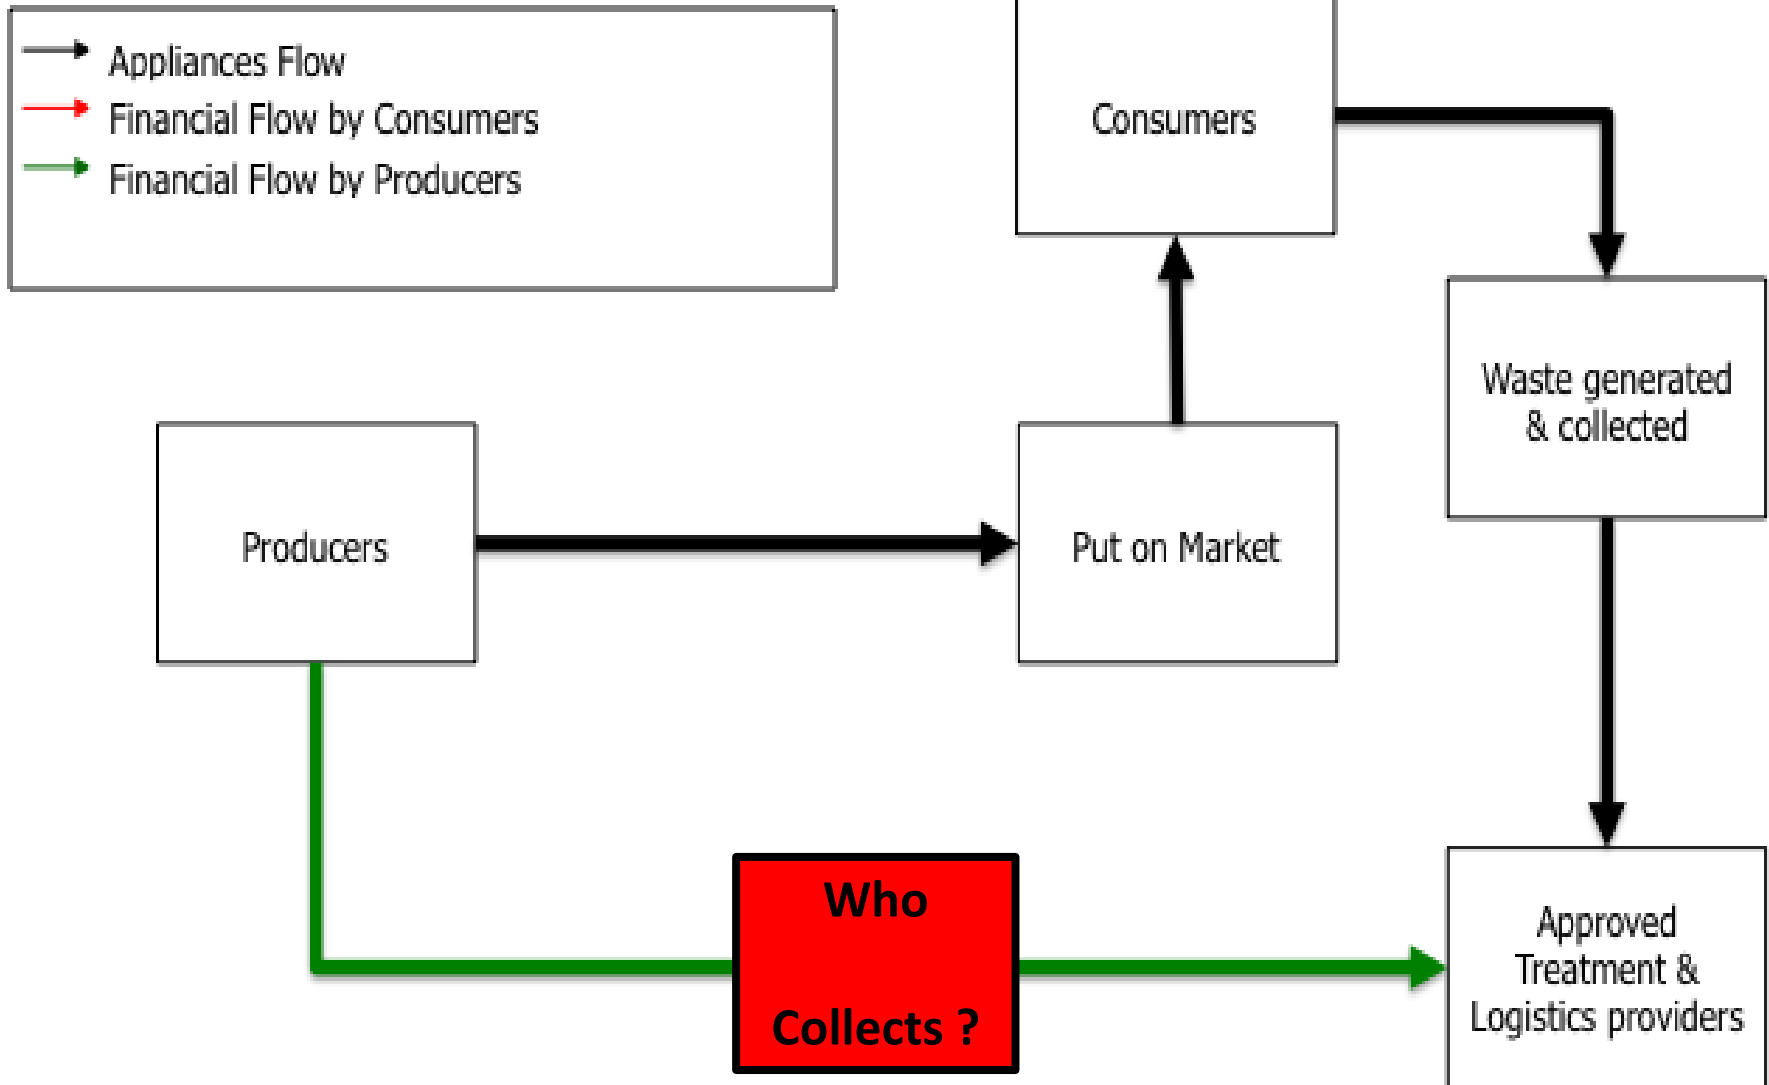 Appliances Flow
Financial Flow by Consumers
Financial Flow by Producers
Consumers
Waste generated
& collected
Producers
Put on Market
Who
Collects ?
Approved
Treatment &
Logistics providers